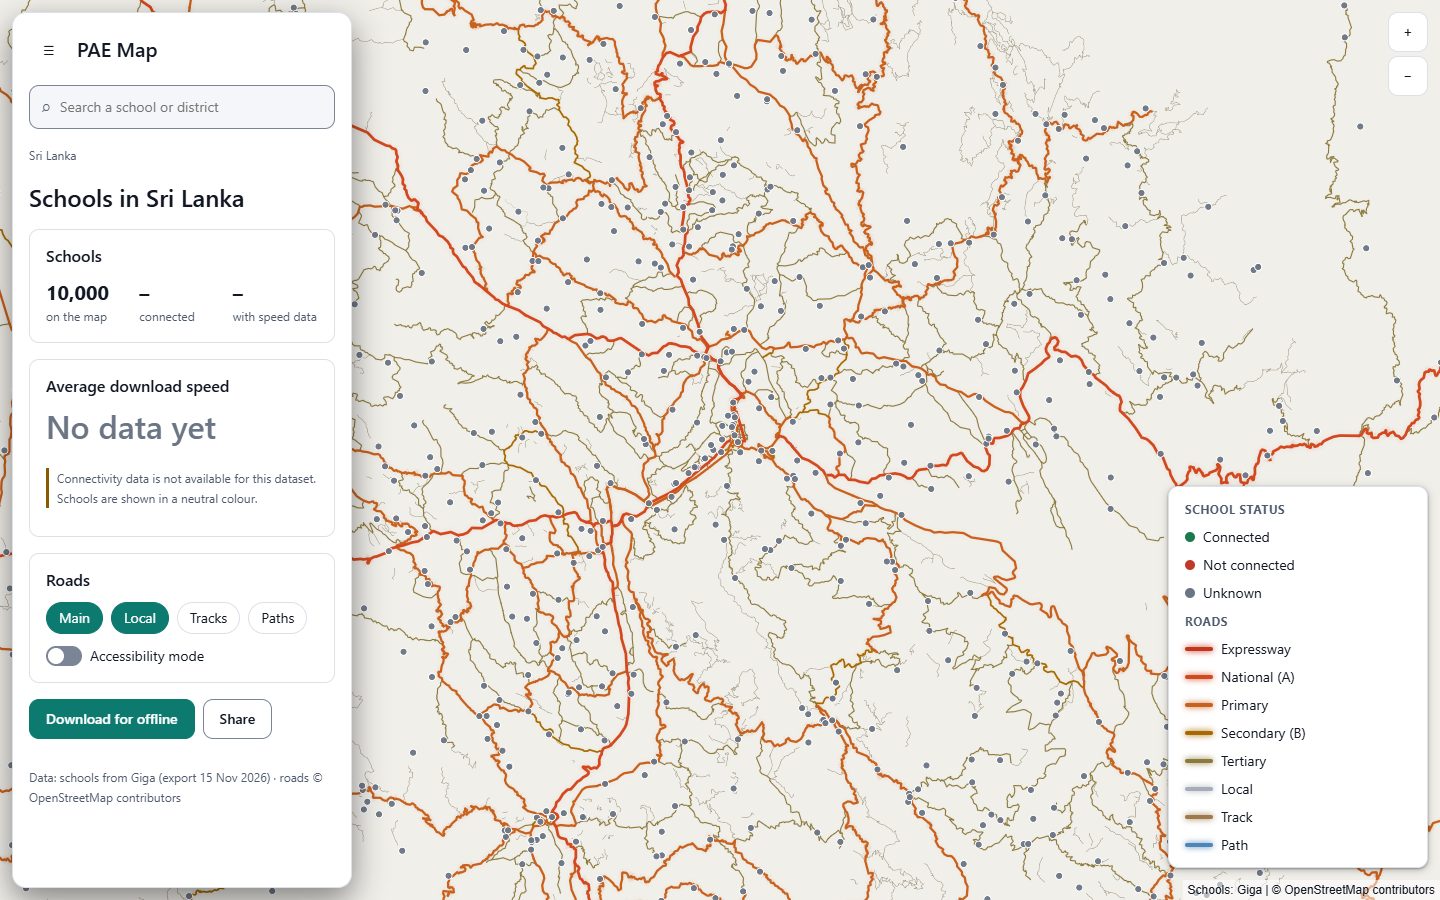 ☰ PAE Map
Search a school or district
Sri Lanka
Schools in Sri Lanka
Schools
10,000 – –
on the map connected with speed data
Average download speed
No data yet
Connectivity data is not available for this dataset.
Schools are shown in a neutral colour.
Roads
Main Local Tracks Paths
Accessibility mode
Download for offline Share
Data: schools from Giga (export 15 Nov 2026) · roads ©
OpenStreetMap contributors
+
−
SCHOOL STATUS
Connected
Not connected
Unknown
ROADS
Expressway
National (A)
Primary
Secondary (B)
Tertiary
Local
Track
Path
Schools: Giga | © OpenStreetMap contributors